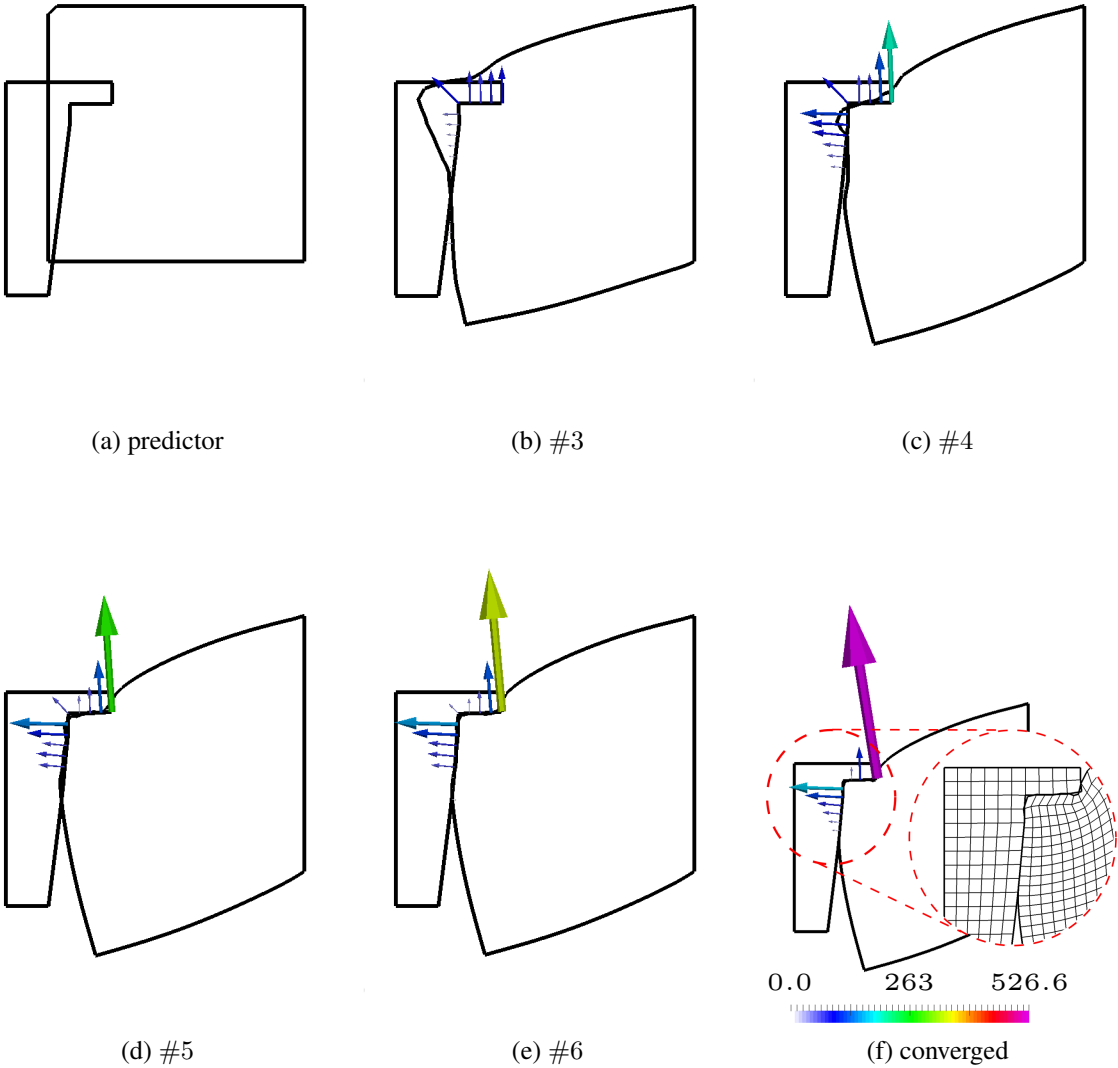 (a) predictor
(b) #3
(c) #4
(d) #5
(e) #6
0.0 263 526.6
(f) converged